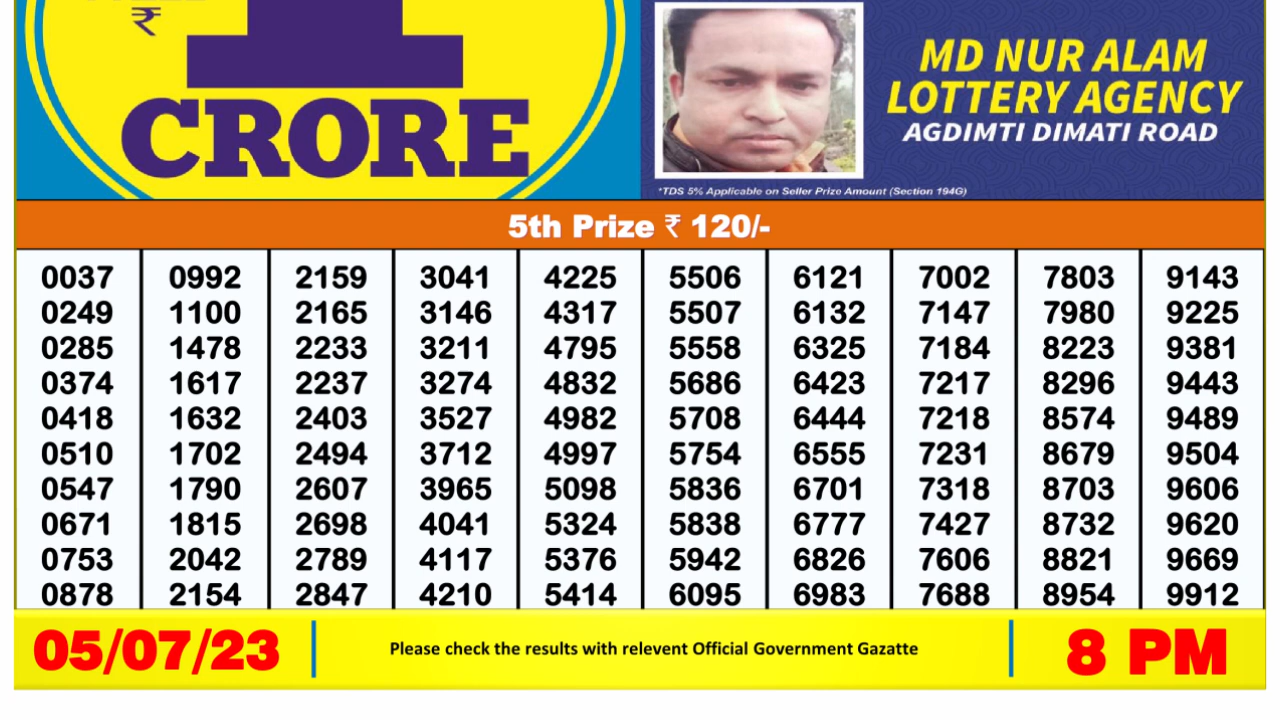 ₹
CRORE
MD NUR ALAM
LOTTERY AGENCY
AGDIMTI DIMATI ROAD
*TDS 5% Applicable on Seller Prize Amount (Section 194G)
5th Prize ₹ 120/-
0037 0992 2159 3041 4225 5506 6121 7002 7803 9143
0249 1100 2165 3146 4317 5507 6132 7147 7980 9225
0285 1478 2233 3211 4795 5558 6325 7184 8223 9381
0374 1617 2237 3274 4832 5686 6423 7217 8296 9443
0418 1632 2403 3527 4982 5708 6444 7218 8574 9489
0510 1702 2494 3712 4997 5754 6555 7231 8679 9504
0547 1790 2607 3965 5098 5836 6701 7318 8703 9606
0671 1815 2698 4041 5324 5838 6777 7427 8732 9620
0753 2042 2789 4117 5376 5942 6826 7606 8821 9669
0878 2154 2847 4210 5414 6095 6983 7688 8954 9912
05/07/23
Please check the results with relevent Official Government Gazatte
8 PM